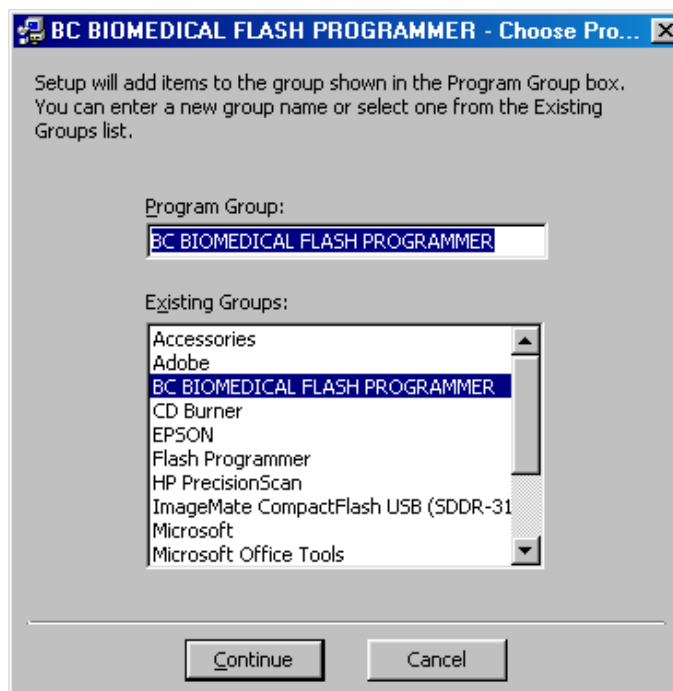 BC BIOMEDICAL FLASH PROGRAMMER - Choose Pro...
Setup will add items to the group shown in the Program Group box.
You can enter a new group name or select one from the Existing
Groups list.
Program Group:
BC BIOMEDICAL FLASH PROGRAMMER
Existing Groups:
Accessories
Adobe
BC BIOMEDICAL FLASH PROGRAMMER
CD Burner
EPSON
Flash Programmer
HP PrecisionScan
ImageMate CompactFlash USB (SDDR-31
Microsoft
Microsoft Office Tools
Continue Cancel